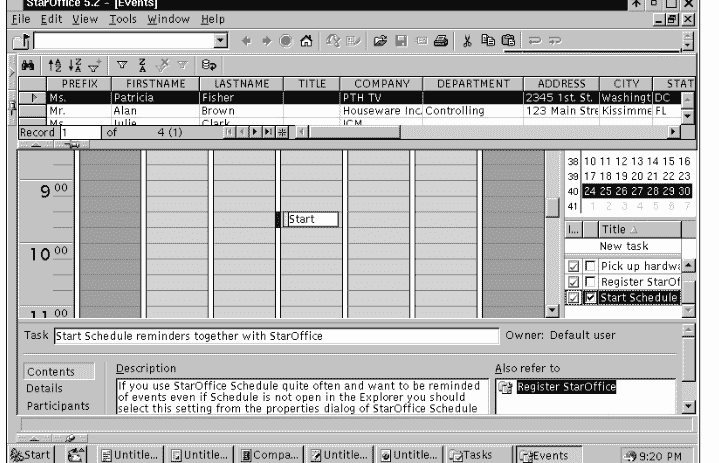 StarOffice 5.2 - [Events]
File Edit View Tools Window Help
PREFIX FIRSTNAME LASTNAME TITLE COMPANY DEPARTMENT ADDRESS CITY STAT
Ms. Patricia Fisher PTH TV 2345 1st. St. Washingt DC
Mr. Alan Brown Houseware Inc. Controlling 123 Main Stre Kissimme FL
Ms. Julie Clark ICM
Record 1 of 4 (1)
38 10 11 12 13 14 15 16
39 17 18 19 20 21 22 23
40 24 25 26 27 28 29 30
41 1 2 3 4 5 6 7
9 00
Start
10 00
11 00
I... Title
New task
Pick up hardwa
Register StarOf
Start Schedule
Task Start Schedule reminders together with StarOffice Owner: Default user
Contents
Details
Participants
Description
If you use StarOffice Schedule quite often and want to be reminded
of events even if Schedule is not open in the Explorer you should
select this setting from the properties dialog of StarOffice Schedule
Also refer to
Register StarOffice
Start Untitle... Untitle... Compa... Untitle... Untitle... Tasks Events 9:20 PM